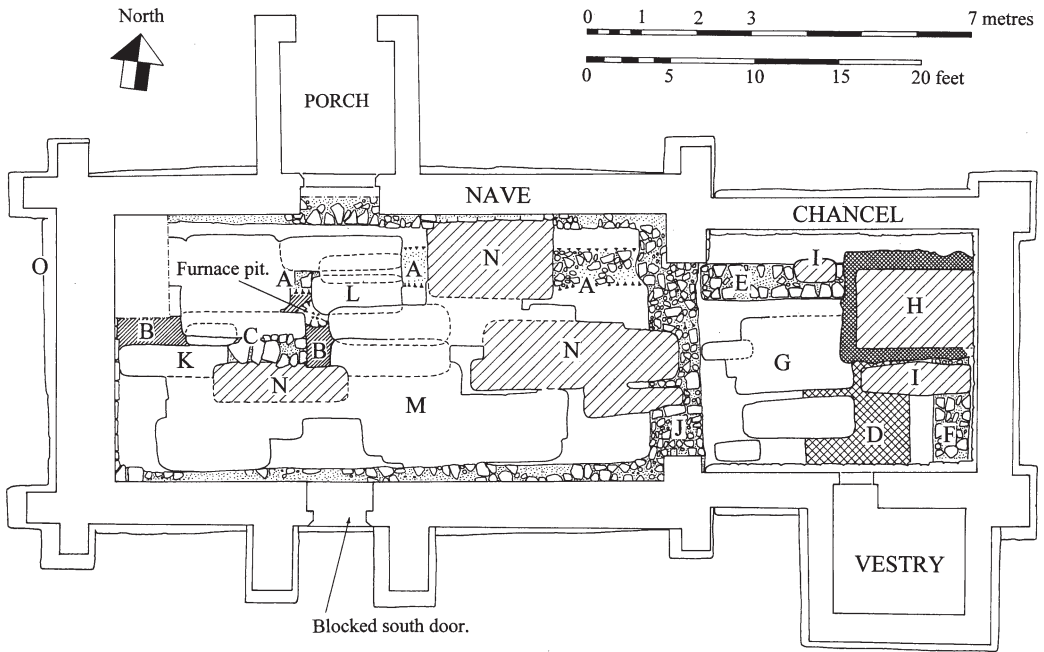 North
0 1 2 3 7 metres
0 5 10 15 20 feet
PORCH
NAVE
CHANCEL
O
Furnace pit.
A
A
L
N
A
E
I
H
B
C
B
K
N
N
G
I
M
J
D
F
VESTRY
Blocked south door.